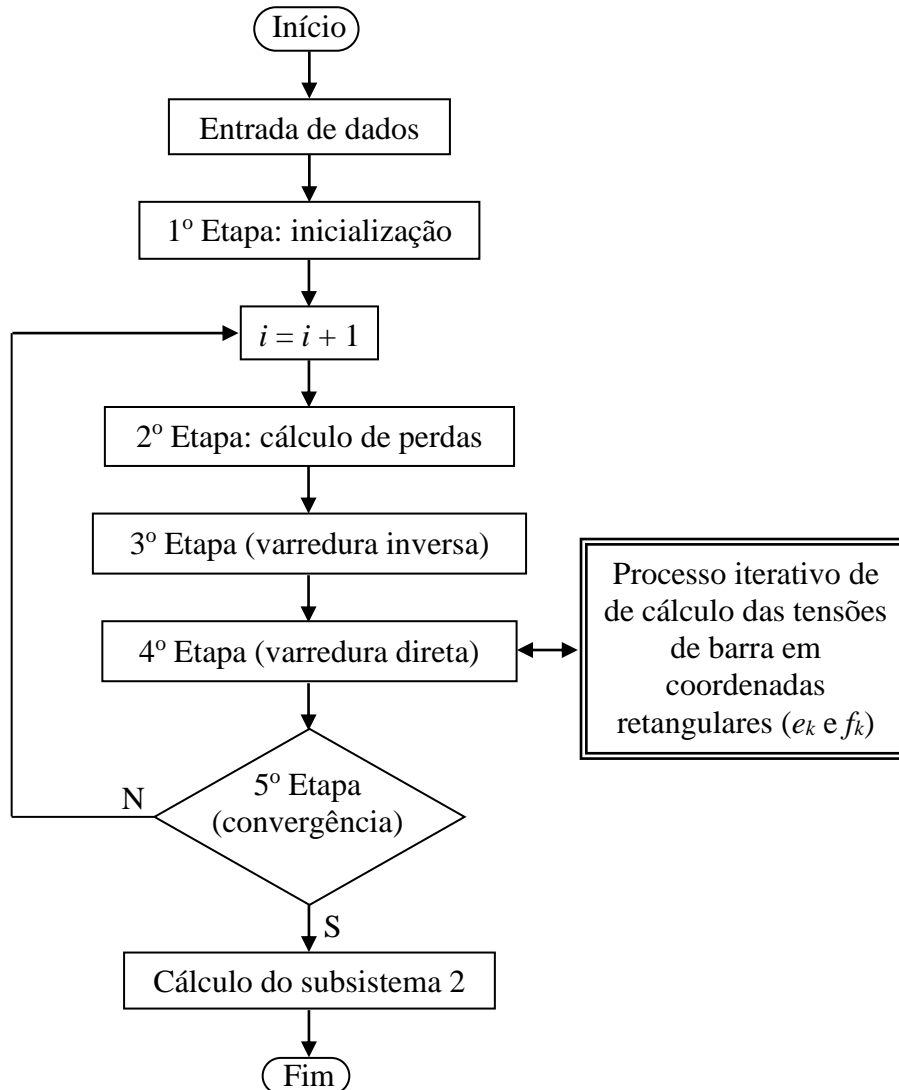 Início
Entrada de dados
1º Etapa: inicialização
i = i + 1
2º Etapa: cálculo de perdas
3º Etapa (varredura inversa)
4º Etapa (varredura direta)
Processo iterativo de
de cálculo das tensões
de barra em
coordenadas
retangulares (eₖ e fₖ)
5º Etapa
(convergência)
N
S
Cálculo do subsistema 2
Fim